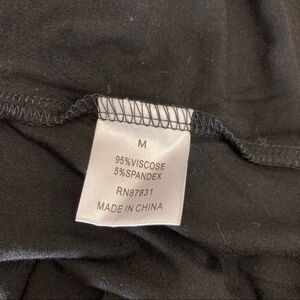 M
95%VISCOSE
5%SPANDEX
RN87831
MADE IN CHINA